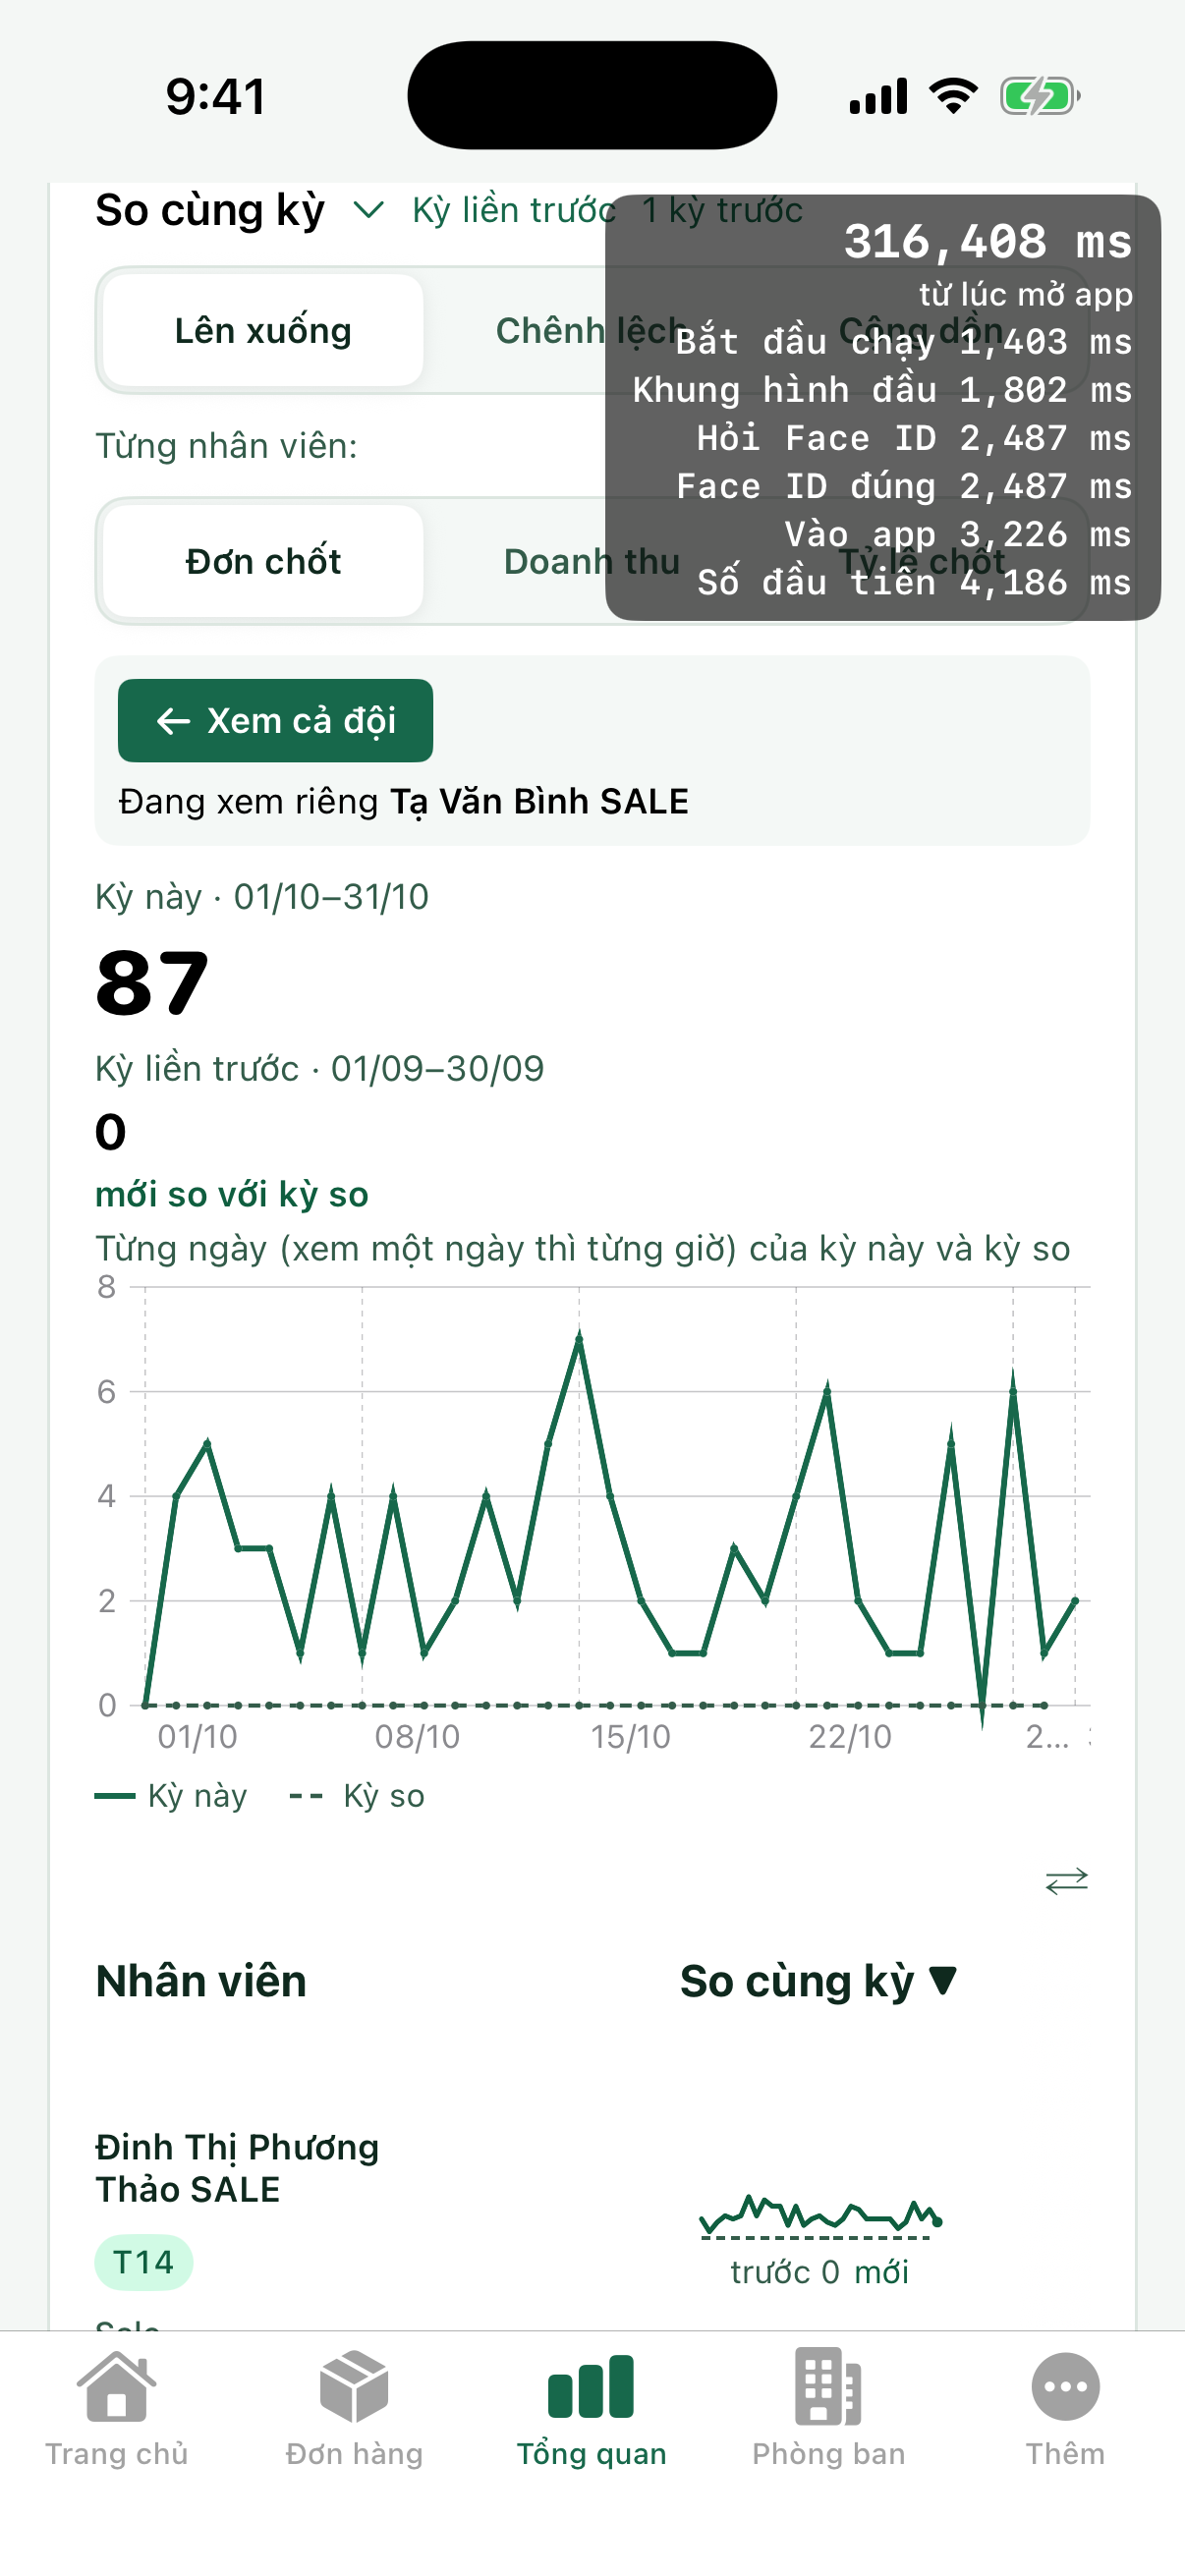 9:41
So cùng kỳ Kỳ liền trước 1 kỳ trước
316,408 ms
từ lúc mở app
Bắt đầu chạy 1,403 ms
Khung hình đầu 1,802 ms
Hỏi Face ID 2,487 ms
Face ID đúng 2,487 ms
Vào app 3,226 ms
Số đầu tiên 4,186 ms
Lên xuống Chênh lệch Cộng dồn
Từng nhân viên:
Đơn chốt Doanh thu Tỷ lệ chốt
← Xem cả đội
Đang xem riêng Tạ Văn Bình SALE
Kỳ này · 01/10–31/10
87
Kỳ liền trước · 01/09–30/09
0
mới so với kỳ so
Từng ngày (xem một ngày thì từng giờ) của kỳ này và kỳ so
8
6
4
2
0
01/10 08/10 15/10 22/10 2...
Kỳ này Kỳ so
Nhân viên So cùng kỳ ▼
Đinh Thị Phương
Thảo SALE
T14
trước 0 mới
Trang chủ Đơn hàng Tổng quan Phòng ban Thêm